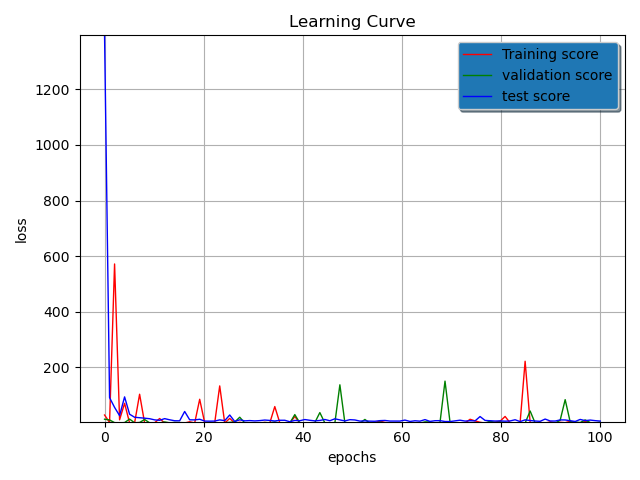 Learning Curve
Training score
validation score
test score
1200
1000
800
600
400
200
loss
0 20 40 60 80 100
epochs